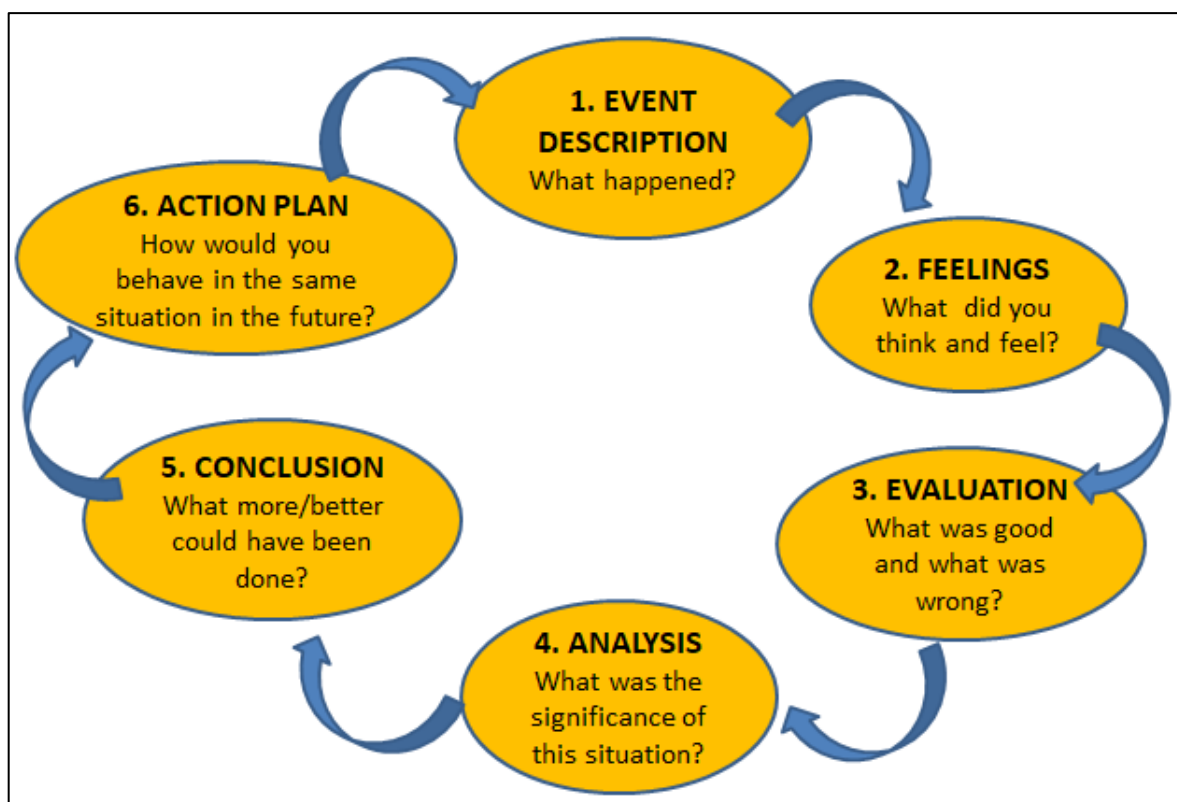 1. EVENT
DESCRIPTION
What happened?
2. FEELINGS
What did you
think and feel?
3. EVALUATION
What was good
and what was
wrong?
4. ANALYSIS
What was the
significance of
this situation?
5. CONCLUSION
What more/better
could have been
done?
6. ACTION PLAN
How would you
behave in the same
situation in the future?